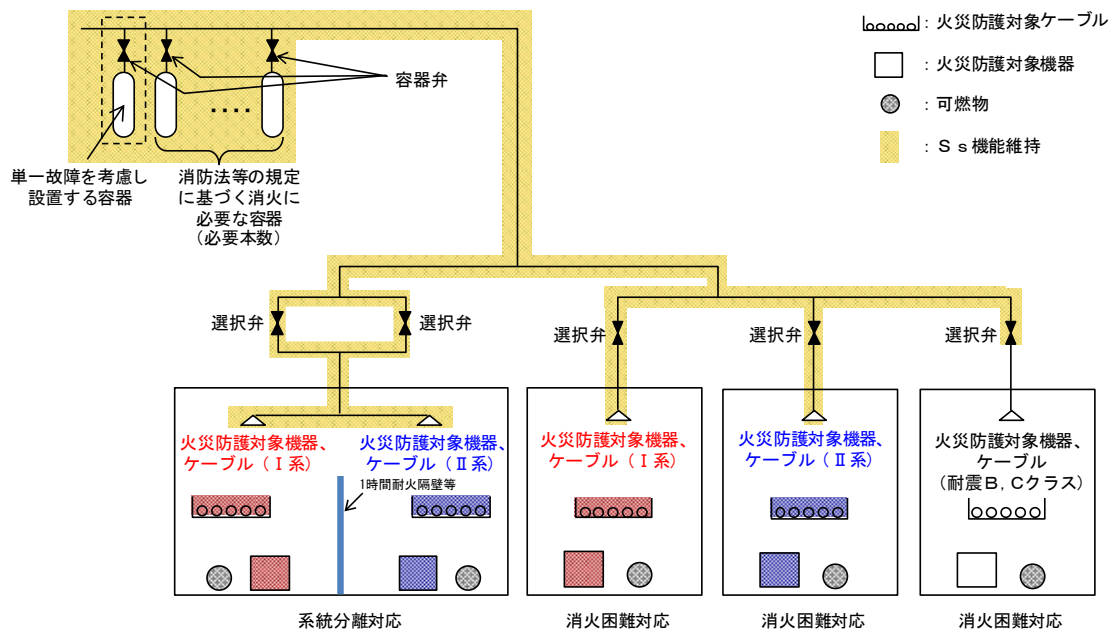 ：火災防護対象ケーブル
：火災防護対象機器
：可燃物
：Ｓｓ機能維持
容器弁
・・・・
単一故障を考慮し
設置する容器
消防法等の規定
に基づく消火に
必要な容器
（必要本数）
選択弁
選択弁
選択弁
選択弁
選択弁
火災防護対象機器、
ケーブル（Ⅰ系）
火災防護対象機器、
ケーブル（Ⅱ系）
1時間耐火隔壁等
火災防護対象機器、
ケーブル（Ⅰ系）
火災防護対象機器、
ケーブル（Ⅱ系）
火災防護対象機器、
ケーブル
（耐震Ｂ，Ｃクラス）
系統分離対応
消火困難対応
消火困難対応
消火困難対応